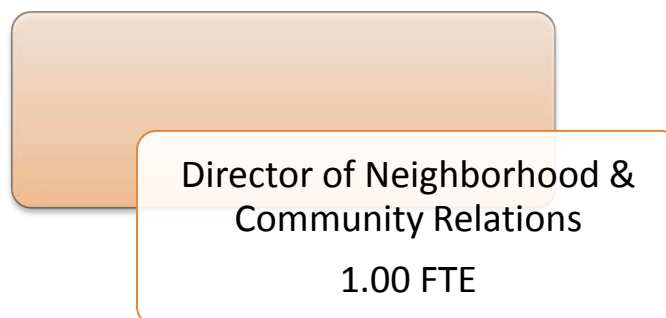 Director of Neighborhood &
Community Relations
1.00 FTE